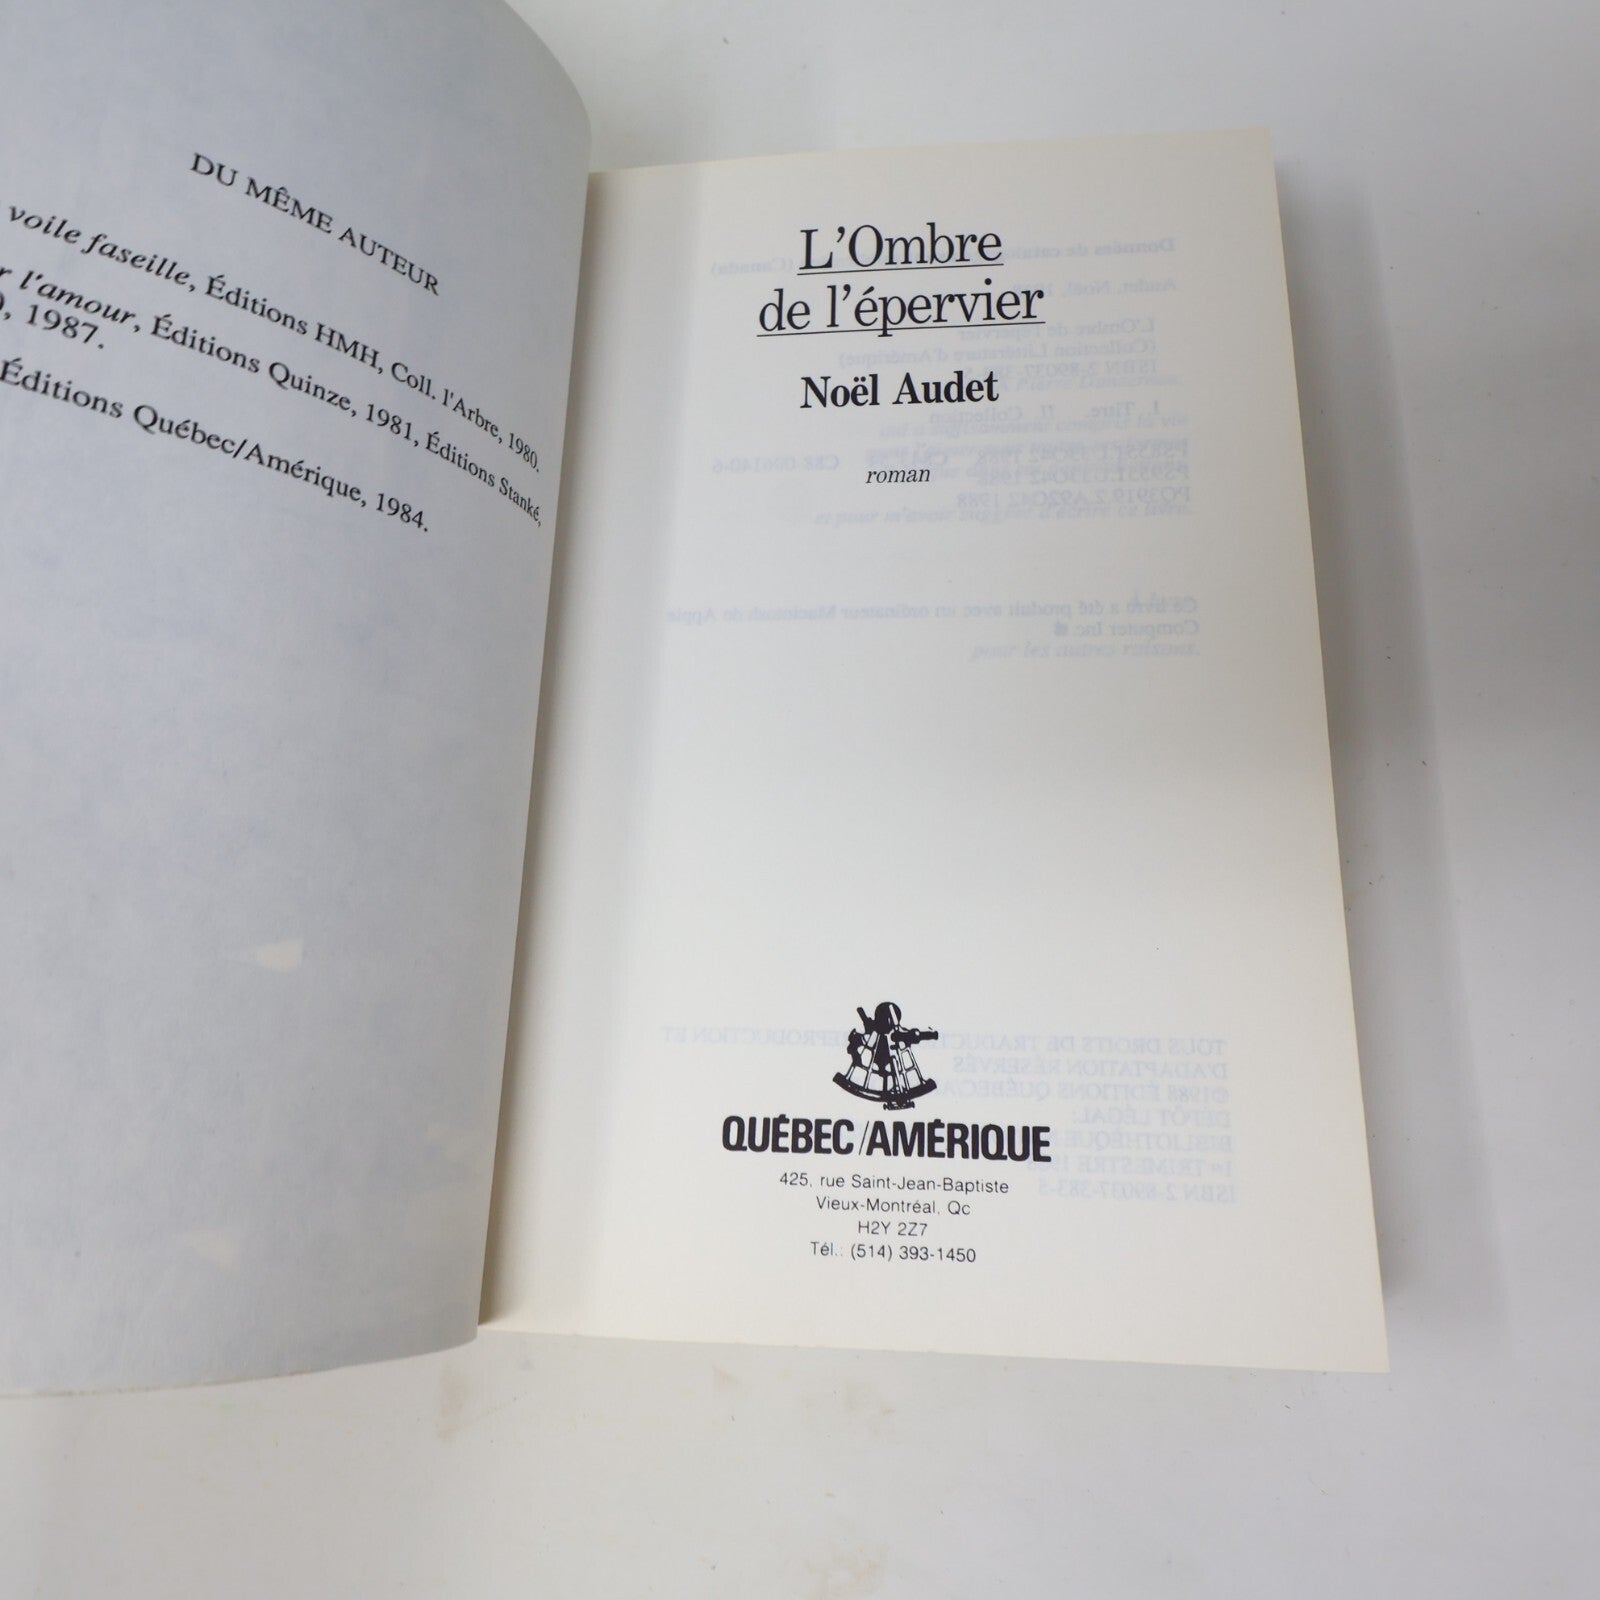 DU MÊME AUTEUR
voile faseille, Éditions HMH, Coll. l'Arbre, 1980.
r l'amour, Éditions Quinze, 1981, Éditions Stanké,
, 1987.
Éditions Québec/Amérique, 1984.
L'Ombre
de l'épervier
Noël Audet
roman
QUÉBEC/AMÉRIQUE
425, rue Saint-Jean-Baptiste
Vieux-Montréal, Qc
H2Y 2Z7
Tél.: (514) 393-1450